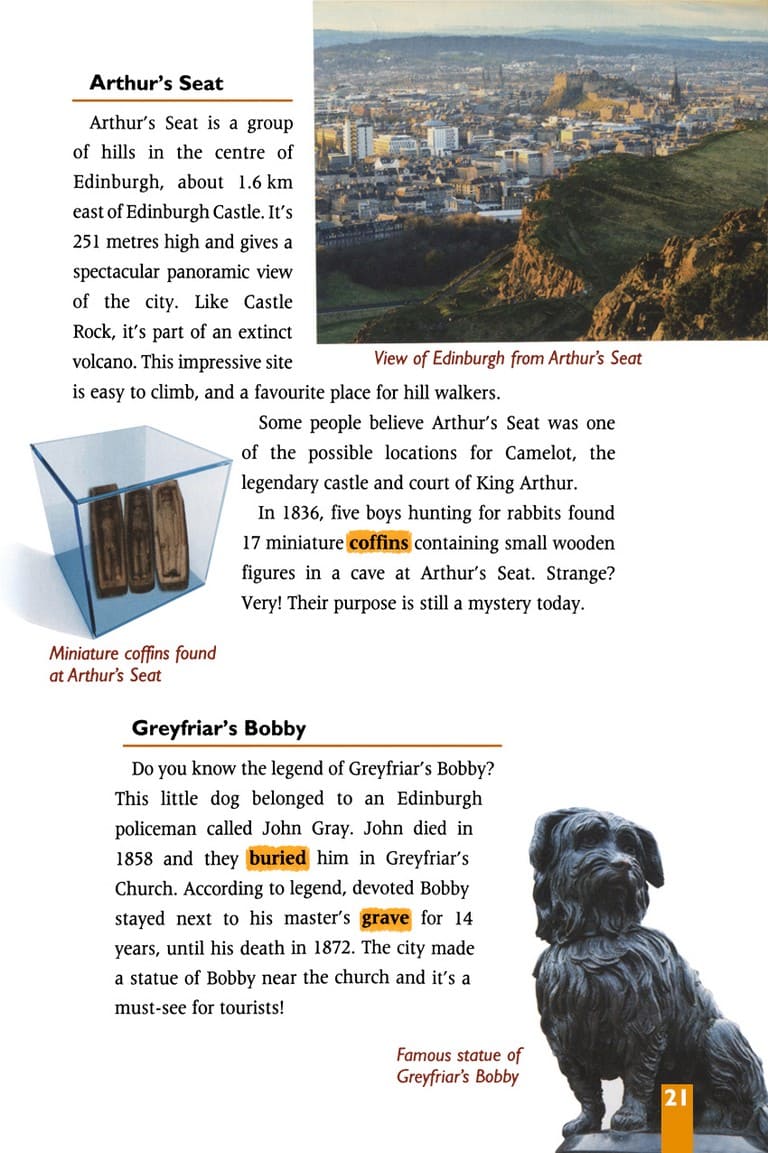 Arthur's Seat
Arthur's Seat is a group
of hills in the centre of
Edinburgh, about 1.6 km
east of Edinburgh Castle. It's
251 metres high and gives a
spectacular panoramic view
of the city. Like Castle
Rock, it's part of an extinct
volcano. This impressive site
is easy to climb, and a favourite place for hill walkers.
View of Edinburgh from Arthur's Seat
Some people believe Arthur's Seat was one
of the possible locations for Camelot, the
legendary castle and court of King Arthur.
In 1836, five boys hunting for rabbits found
17 miniature coffins containing small wooden
figures in a cave at Arthur's Seat. Strange?
Very! Their purpose is still a mystery today.
Miniature coffins found
at Arthur's Seat
Greyfriar's Bobby
Do you know the legend of Greyfriar's Bobby?
This little dog belonged to an Edinburgh
policeman called John Gray. John died in
1858 and they buried him in Greyfriar's
Church. According to legend, devoted Bobby
stayed next to his master's grave for 14
years, until his death in 1872. The city made
a statue of Bobby near the church and it's a
must-see for tourists!
Famous statue of
Greyfriar's Bobby
21